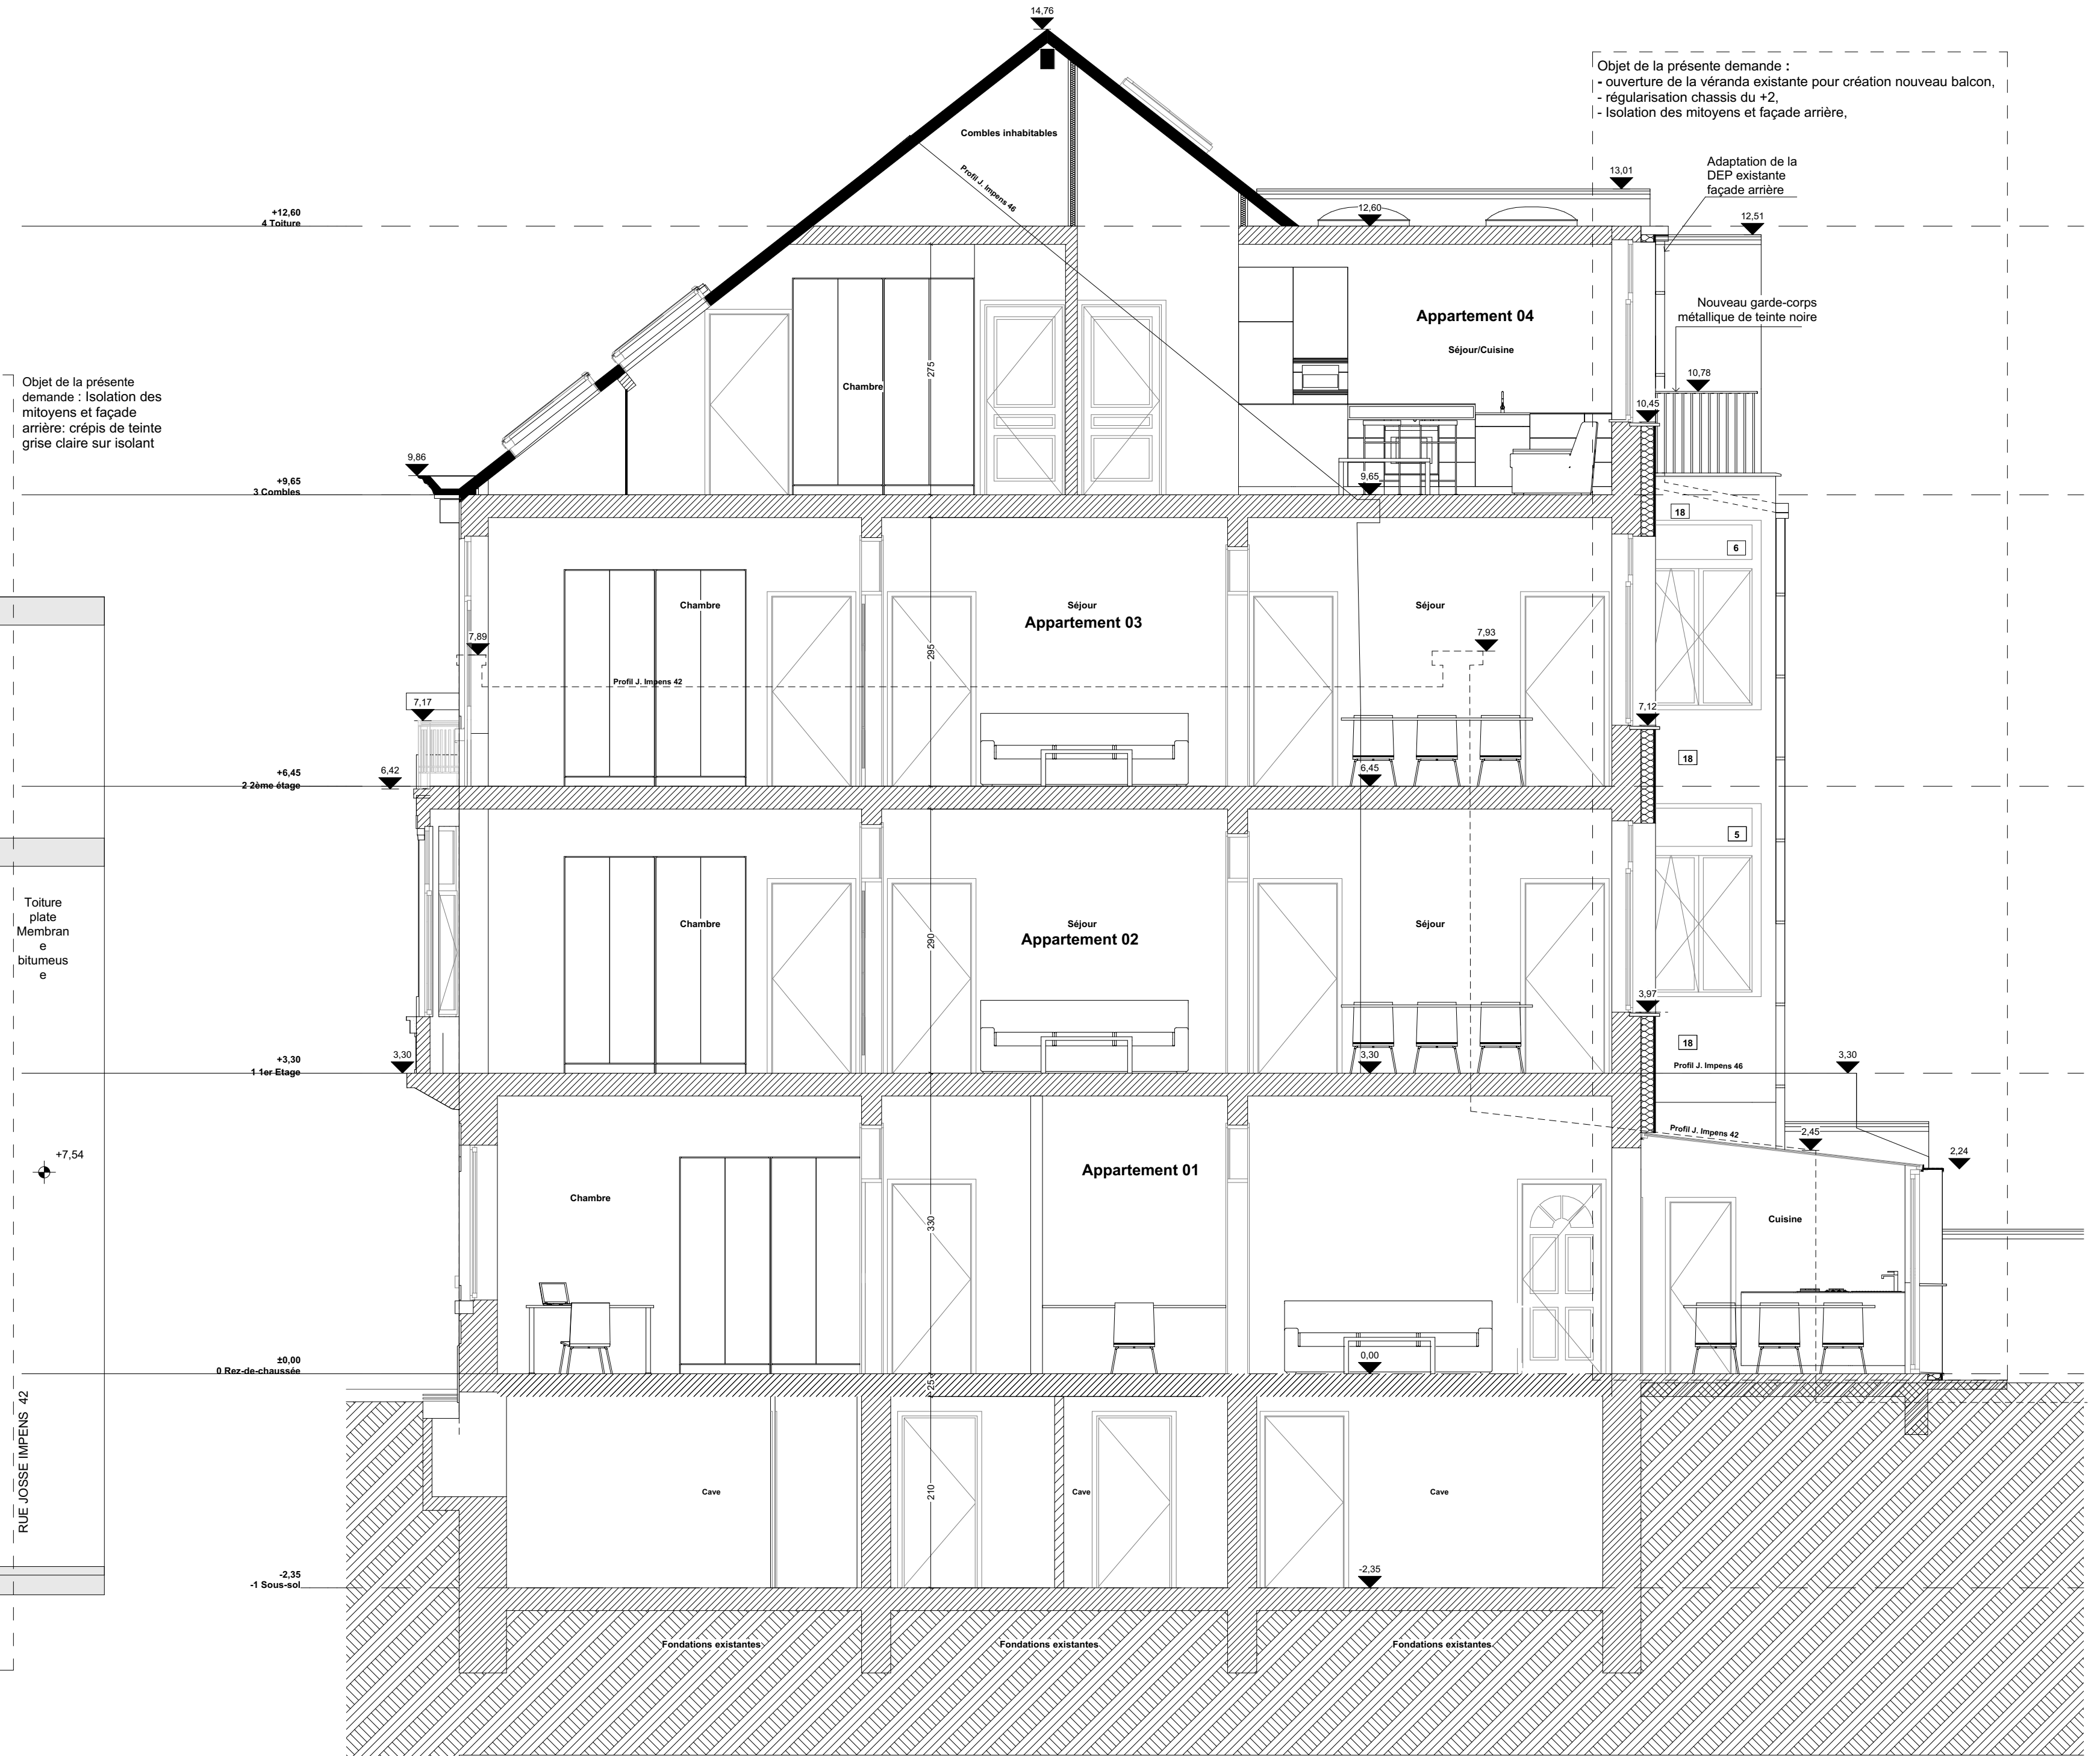 14,76
Objet de la présente demande :
- ouverture de la véranda existante pour création nouveau balcon,
- régularisation chassis du +2,
- Isolation des mitoyens et façade arrière,
Combles inhabitables
Adaptation de la
DEP existante
façade arrière
13,01
Profil J. Impens 46
+12,60
4 Toiture
12,60
12,51
Nouveau garde-corps
métallique de teinte noire
Appartement 04
Séjour/Cuisine
275
Chambre
10,78
10,45
Objet de la présente
demande : Isolation des
mitoyens et façade
arrière: crépis de teinte
grise claire sur isolant
9,86
+9,65
3 Combles
9,65
18
6
Chambre
Séjour
Appartement 03
Séjour
295
7,89
7,93
Profil J. Impens 42
7,17
7,12
18
+6,45
2 2ème étage
6,42
6,45
5
Toiture
plate
Membran
e
bitumeus
e
Chambre
Séjour
Appartement 02
Séjour
290
3,97
18
+3,30
1 1er Etage
3,30
3,30
Profil J. Impens 46
3,30
Profil J. Impens 42
2,45
2,24
+7,54
Appartement 01
Chambre
330
Cuisine
±0,00
0 Rez-de-chaussée
0,00
25
RUE JOSSE IMPENS 42
Cave
210
Cave
Cave
-2,35
-1 Sous-sol
-2,35
Fondations existantes
Fondations existantes
Fondations existantes